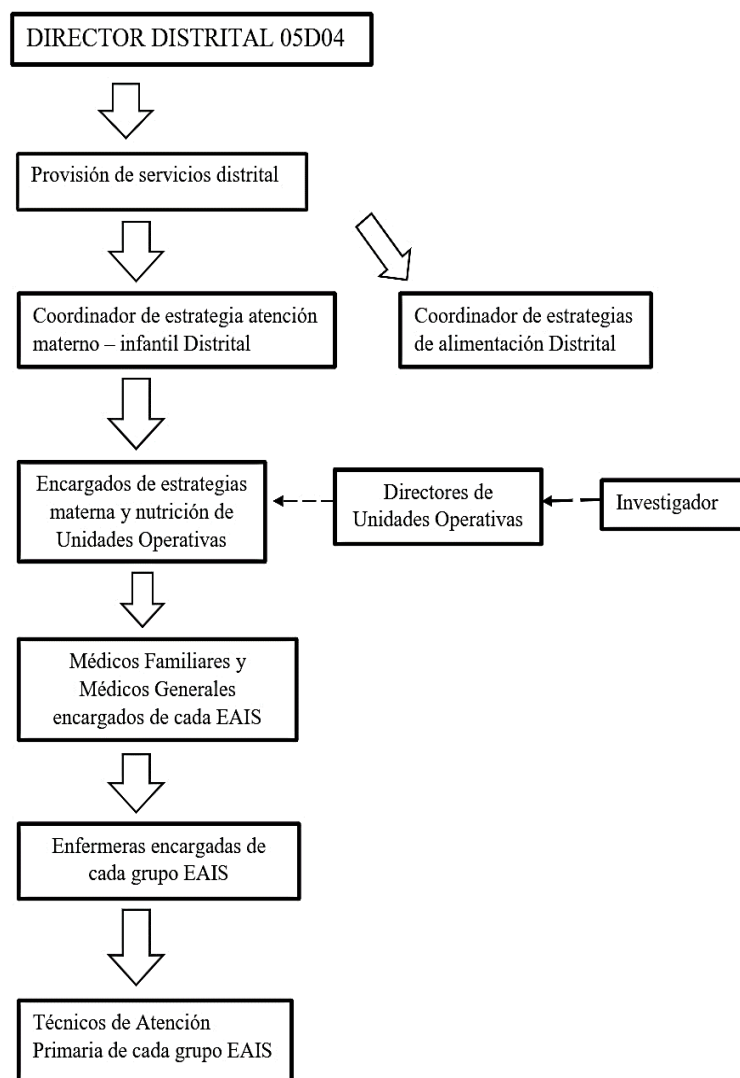 DIRECTOR DISTRITAL 05D04
Provisión de servicios distrital
Coordinador de estrategia atención
materno – infantil Distrital
Coordinador de estrategias
de alimentación Distrital
Encargados de estrategias
materna y nutrición de
Unidades Operativas
Directores de
Unidades Operativas
Investigador
Médicos Familiares y
Médicos Generales
encargados de cada EAIS
Enfermeras encargadas de
cada grupo EAIS
Técnicos de Atención
Primaria de cada grupo EAIS